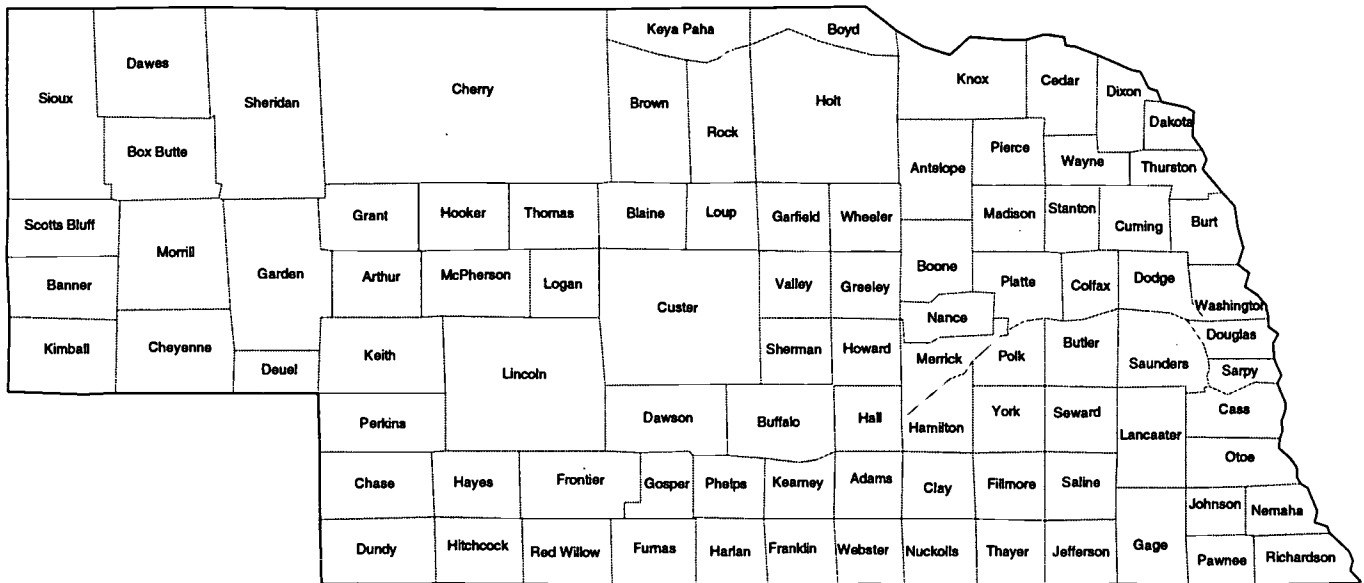 Keya Paha
Boyd
Dawes
Sioux
Sheridan
Cherry
Brown
Rock
Holt
Knox
Cedar
Dixon
Dakota
Box Butte
Antelope
Pierce
Wayne
Thurston
Scotts Bluff
Grant
Hooker
Thomas
Blaine
Loup
Garfield
Wheeler
Madison
Stanton
Cuming
Burt
Morrill
Garden
Banner
Arthur
McPherson
Logan
Custer
Valley
Greeley
Boone
Platte
Colfax
Dodge
Washington
Nance
Kimball
Cheyenne
Deuel
Keith
Lincoln
Sherman
Howard
Merrick
Polk
Butler
Saunders
Douglas
Sarpy
Perkins
Dawson
Buffalo
Hall
Hamilton
York
Seward
Lancaater
Cass
Otoe
Chase
Hayes
Frontier
Gosper
Phelps
Kearney
Adams
Clay
Fillmore
Saline
Johnson
Nemaha
Dundy
Hitchcock
Red Willow
Furnas
Harlan
Franklin
Webster
Nuckolls
Thayer
Jefferson
Gage
Pawnee
Richardson